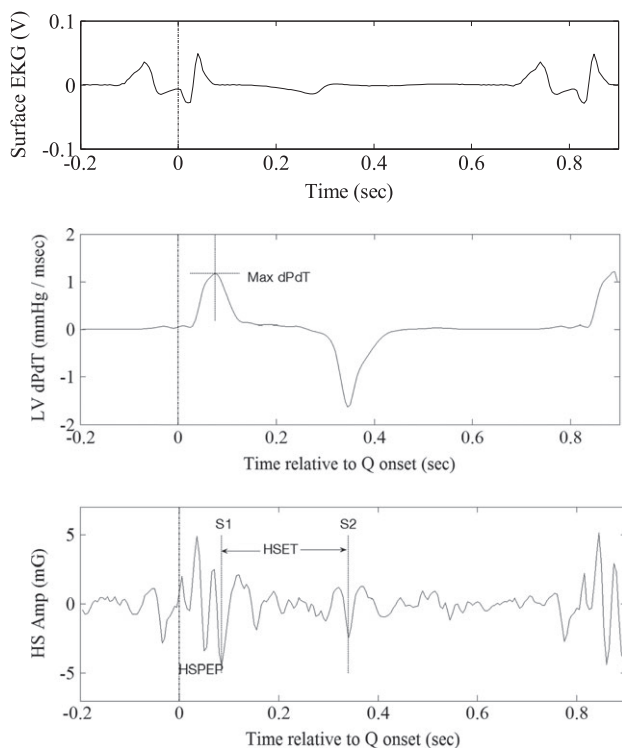 0.1
Surface EKG (V)
0
-0.1
-0.2 0 0.2 0.4 0.6 0.8
Time (sec)
2
LV dPdT (mmHg / msec)
1
Max dPdT
0
-1
-2
-0.2 0 0.2 0.4 0.6 0.8
Time relative to Q onset (sec)
S1 S2
5
HSET
HS Amp (mG)
0
-5
HSPEP
-0.2 0 0.2 0.4 0.6 0.8
Time relative to Q onset (sec)